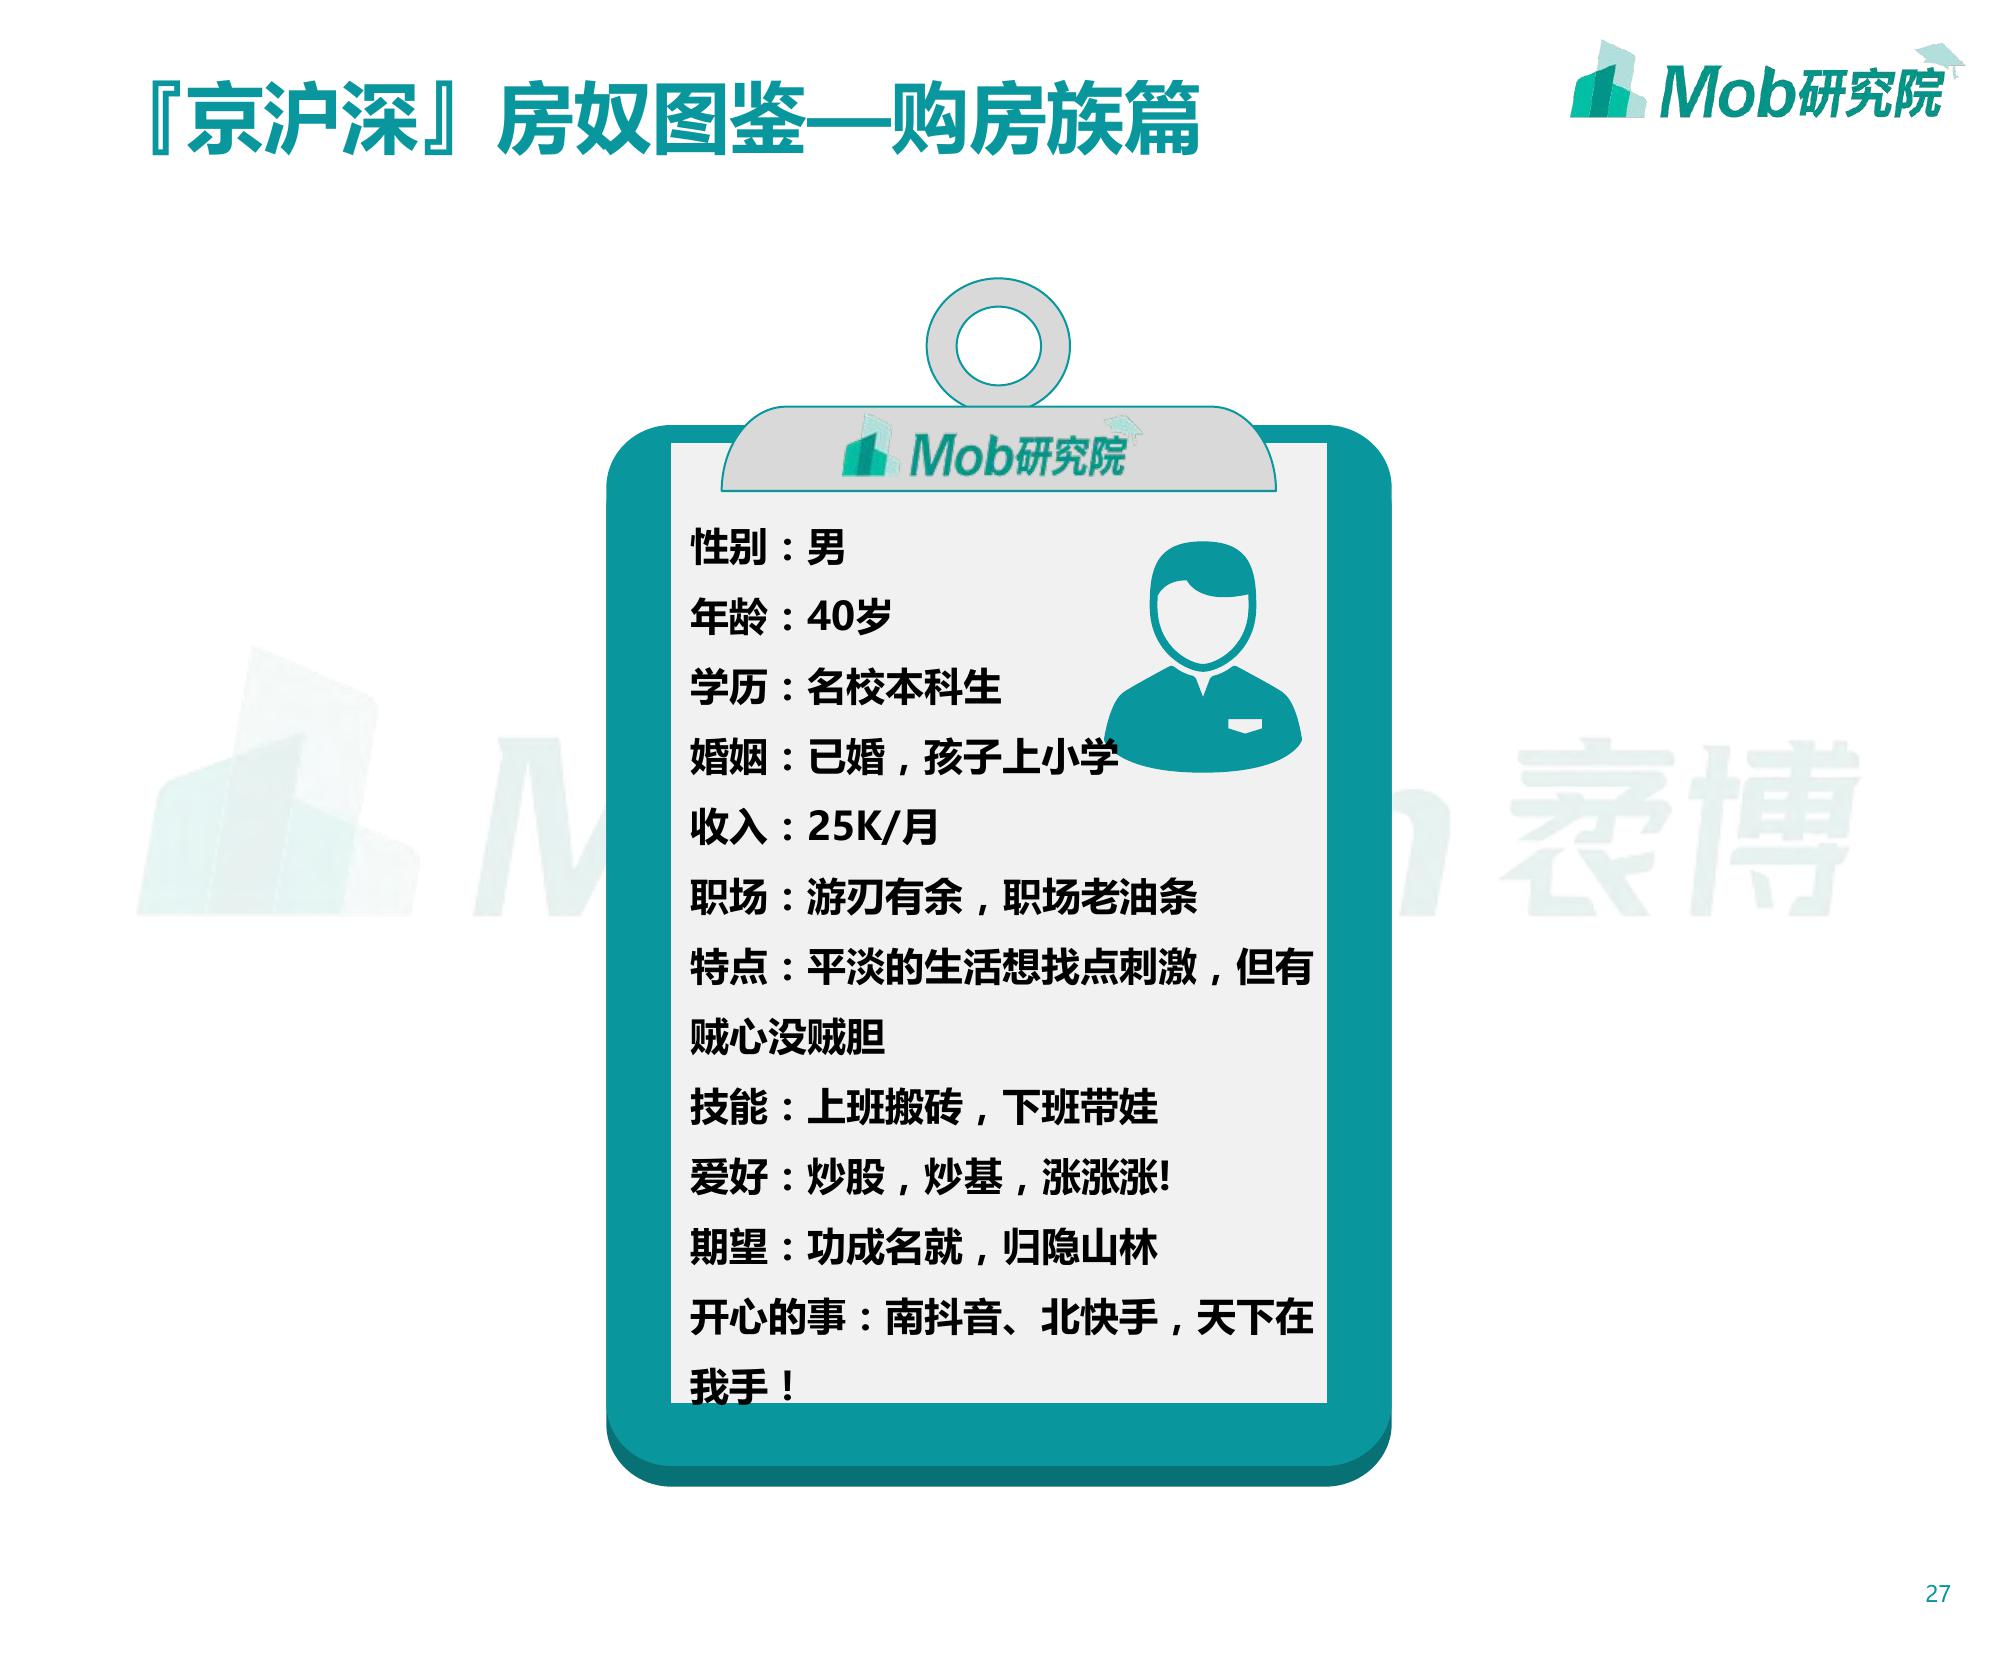 『京沪深』房奴图鉴—购房族篇
Mob研究院
Mob研究院
性别：男
年龄：40岁
学历：名校本科生
婚姻：已婚，孩子上小学
收入：25K/月
职场：游刃有余，职场老油条
特点：平淡的生活想找点刺激，但有
贼心没贼胆
技能：上班搬砖，下班带娃
爱好：炒股，炒基，涨涨涨!
期望：功成名就，归隐山林
开心的事：南抖音、北快手，天下在
我手！
袤博
27